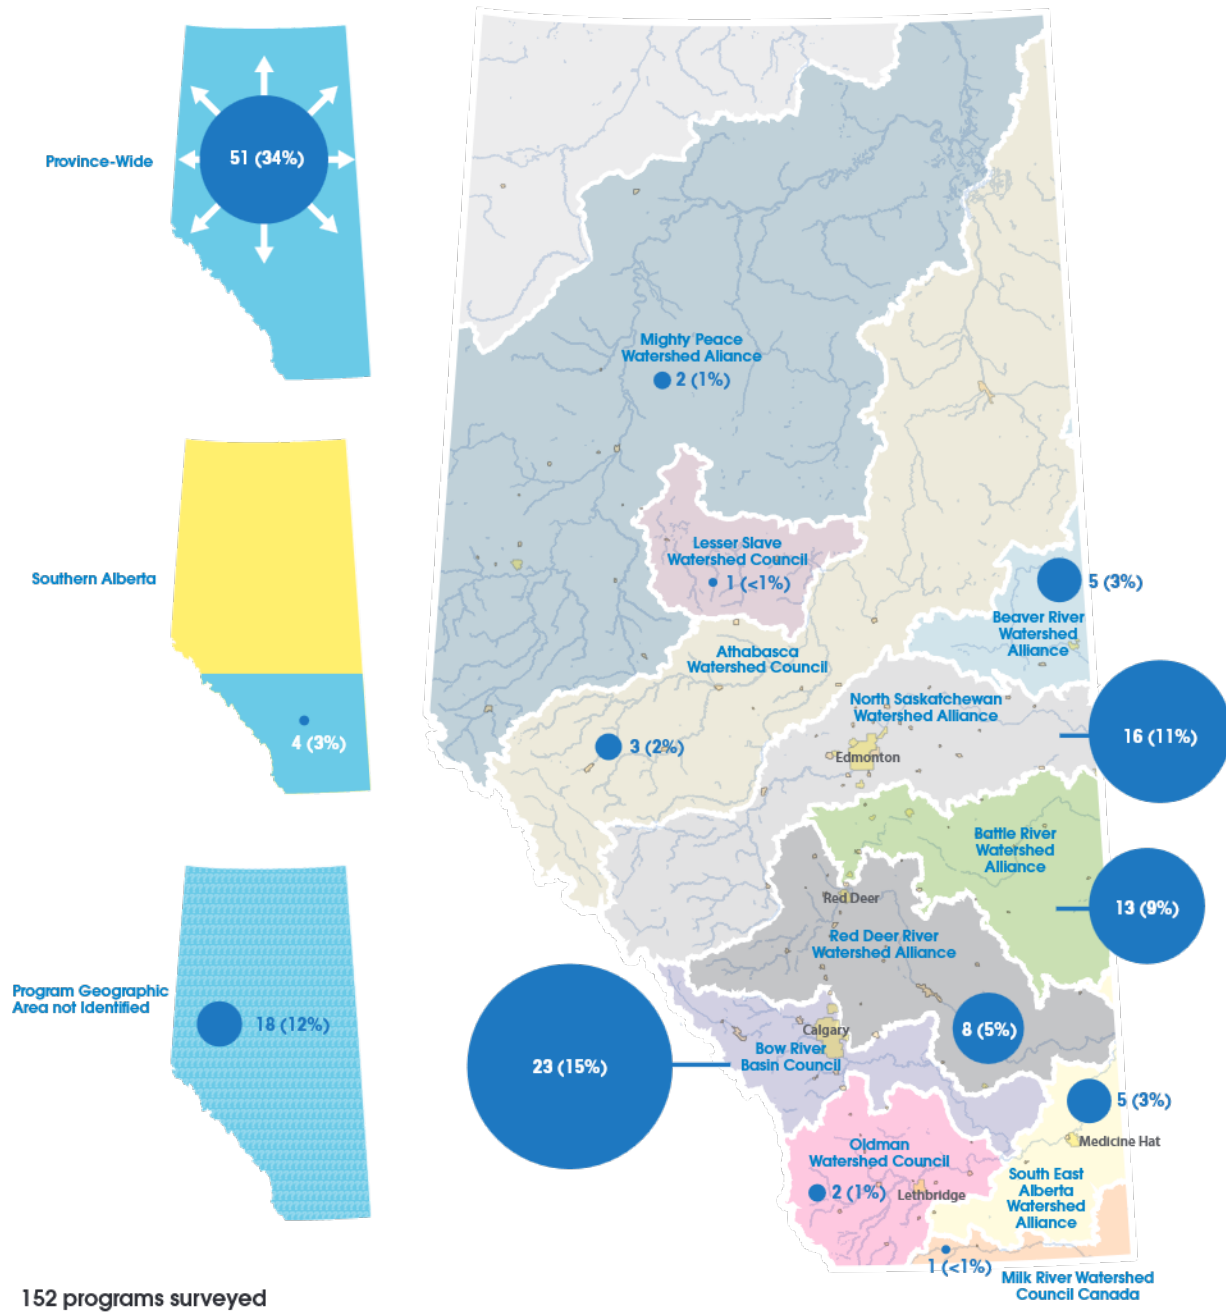 Province-Wide
51 (34%)
Southern Alberta
4 (3%)
Program Geographic
Area not Identified
18 (12%)
152 programs surveyed
Mighty Peace
Watershed Aliance
2 (1%)
Lesser Slave
Watershed Council
1 (<1%)
5 (3%)
Beaver River
Watershed
Alliance
Athabasca
Watershed Council
3 (2%)
North Saskatchewan
Watershed Alliance
16 (11%)
Edmonton
Battle River
Watershed
Alliance
13 (9%)
Red Deer
Red Deer River
Watershed Alliance
8 (5%)
23 (15%)
Calgary
Bow River
Basin Council
5 (3%)
Medicine Hat
Oldman
Watershed Council
2 (1%)
Lethbridge
South East
Alberta
Watershed
Alliance
1 (<1%)
Milk River Watershed
Council Canada